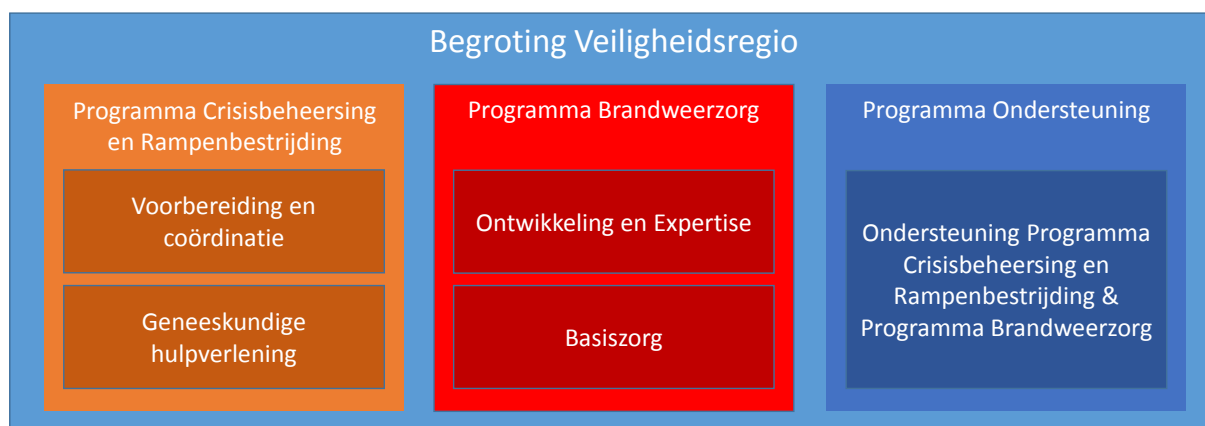 Begroting Veiligheidsregio
Programma Crisisbeheersing
en Rampenbestrijding
Voorbereiding en
coördinatie
Geneeskundige
hulpverlening
Programma Brandweerzorg
Ontwikkeling en Expertise
Basiszorg
Programma Ondersteuning
Ondersteuning Programma
Crisisbeheersing en
Rampenbestrijding &
Programma Brandweerzorg